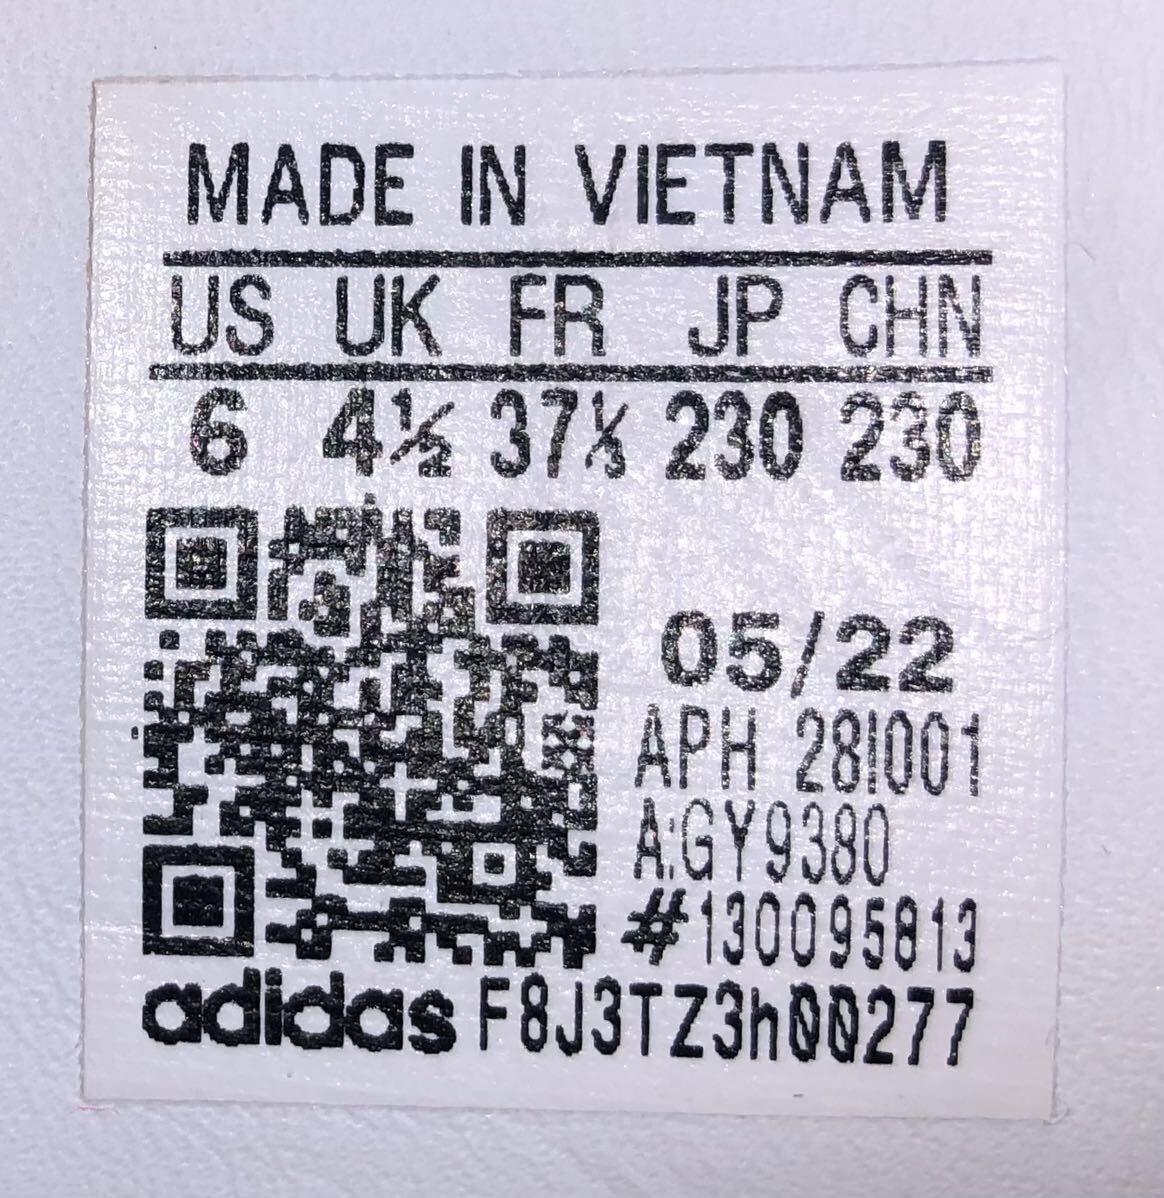 MADE IN VIETNAM
US UK FR JP CHN
6 4½ 37⅓ 230 230
05/22
APH 28I001
A:GY9380
#130095813
adidas F8J3TZ3h00277